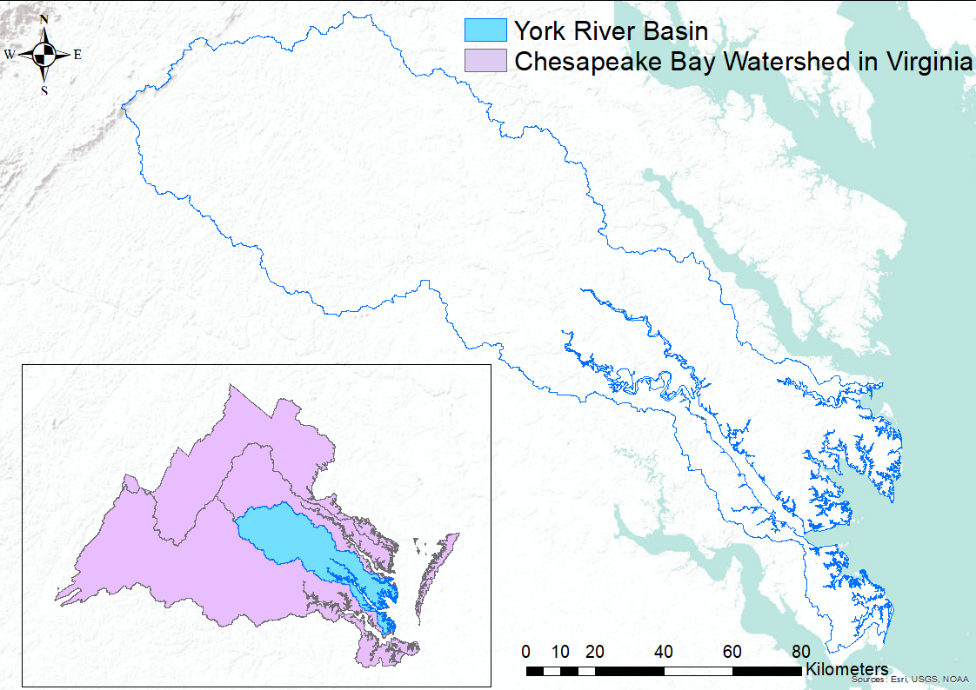 N
W E
S
York River Basin
Chesapeake Bay Watershed in Virginia
0 10 20 40 60 80
Kilometers
Sources: Esri, USGS, NOAA